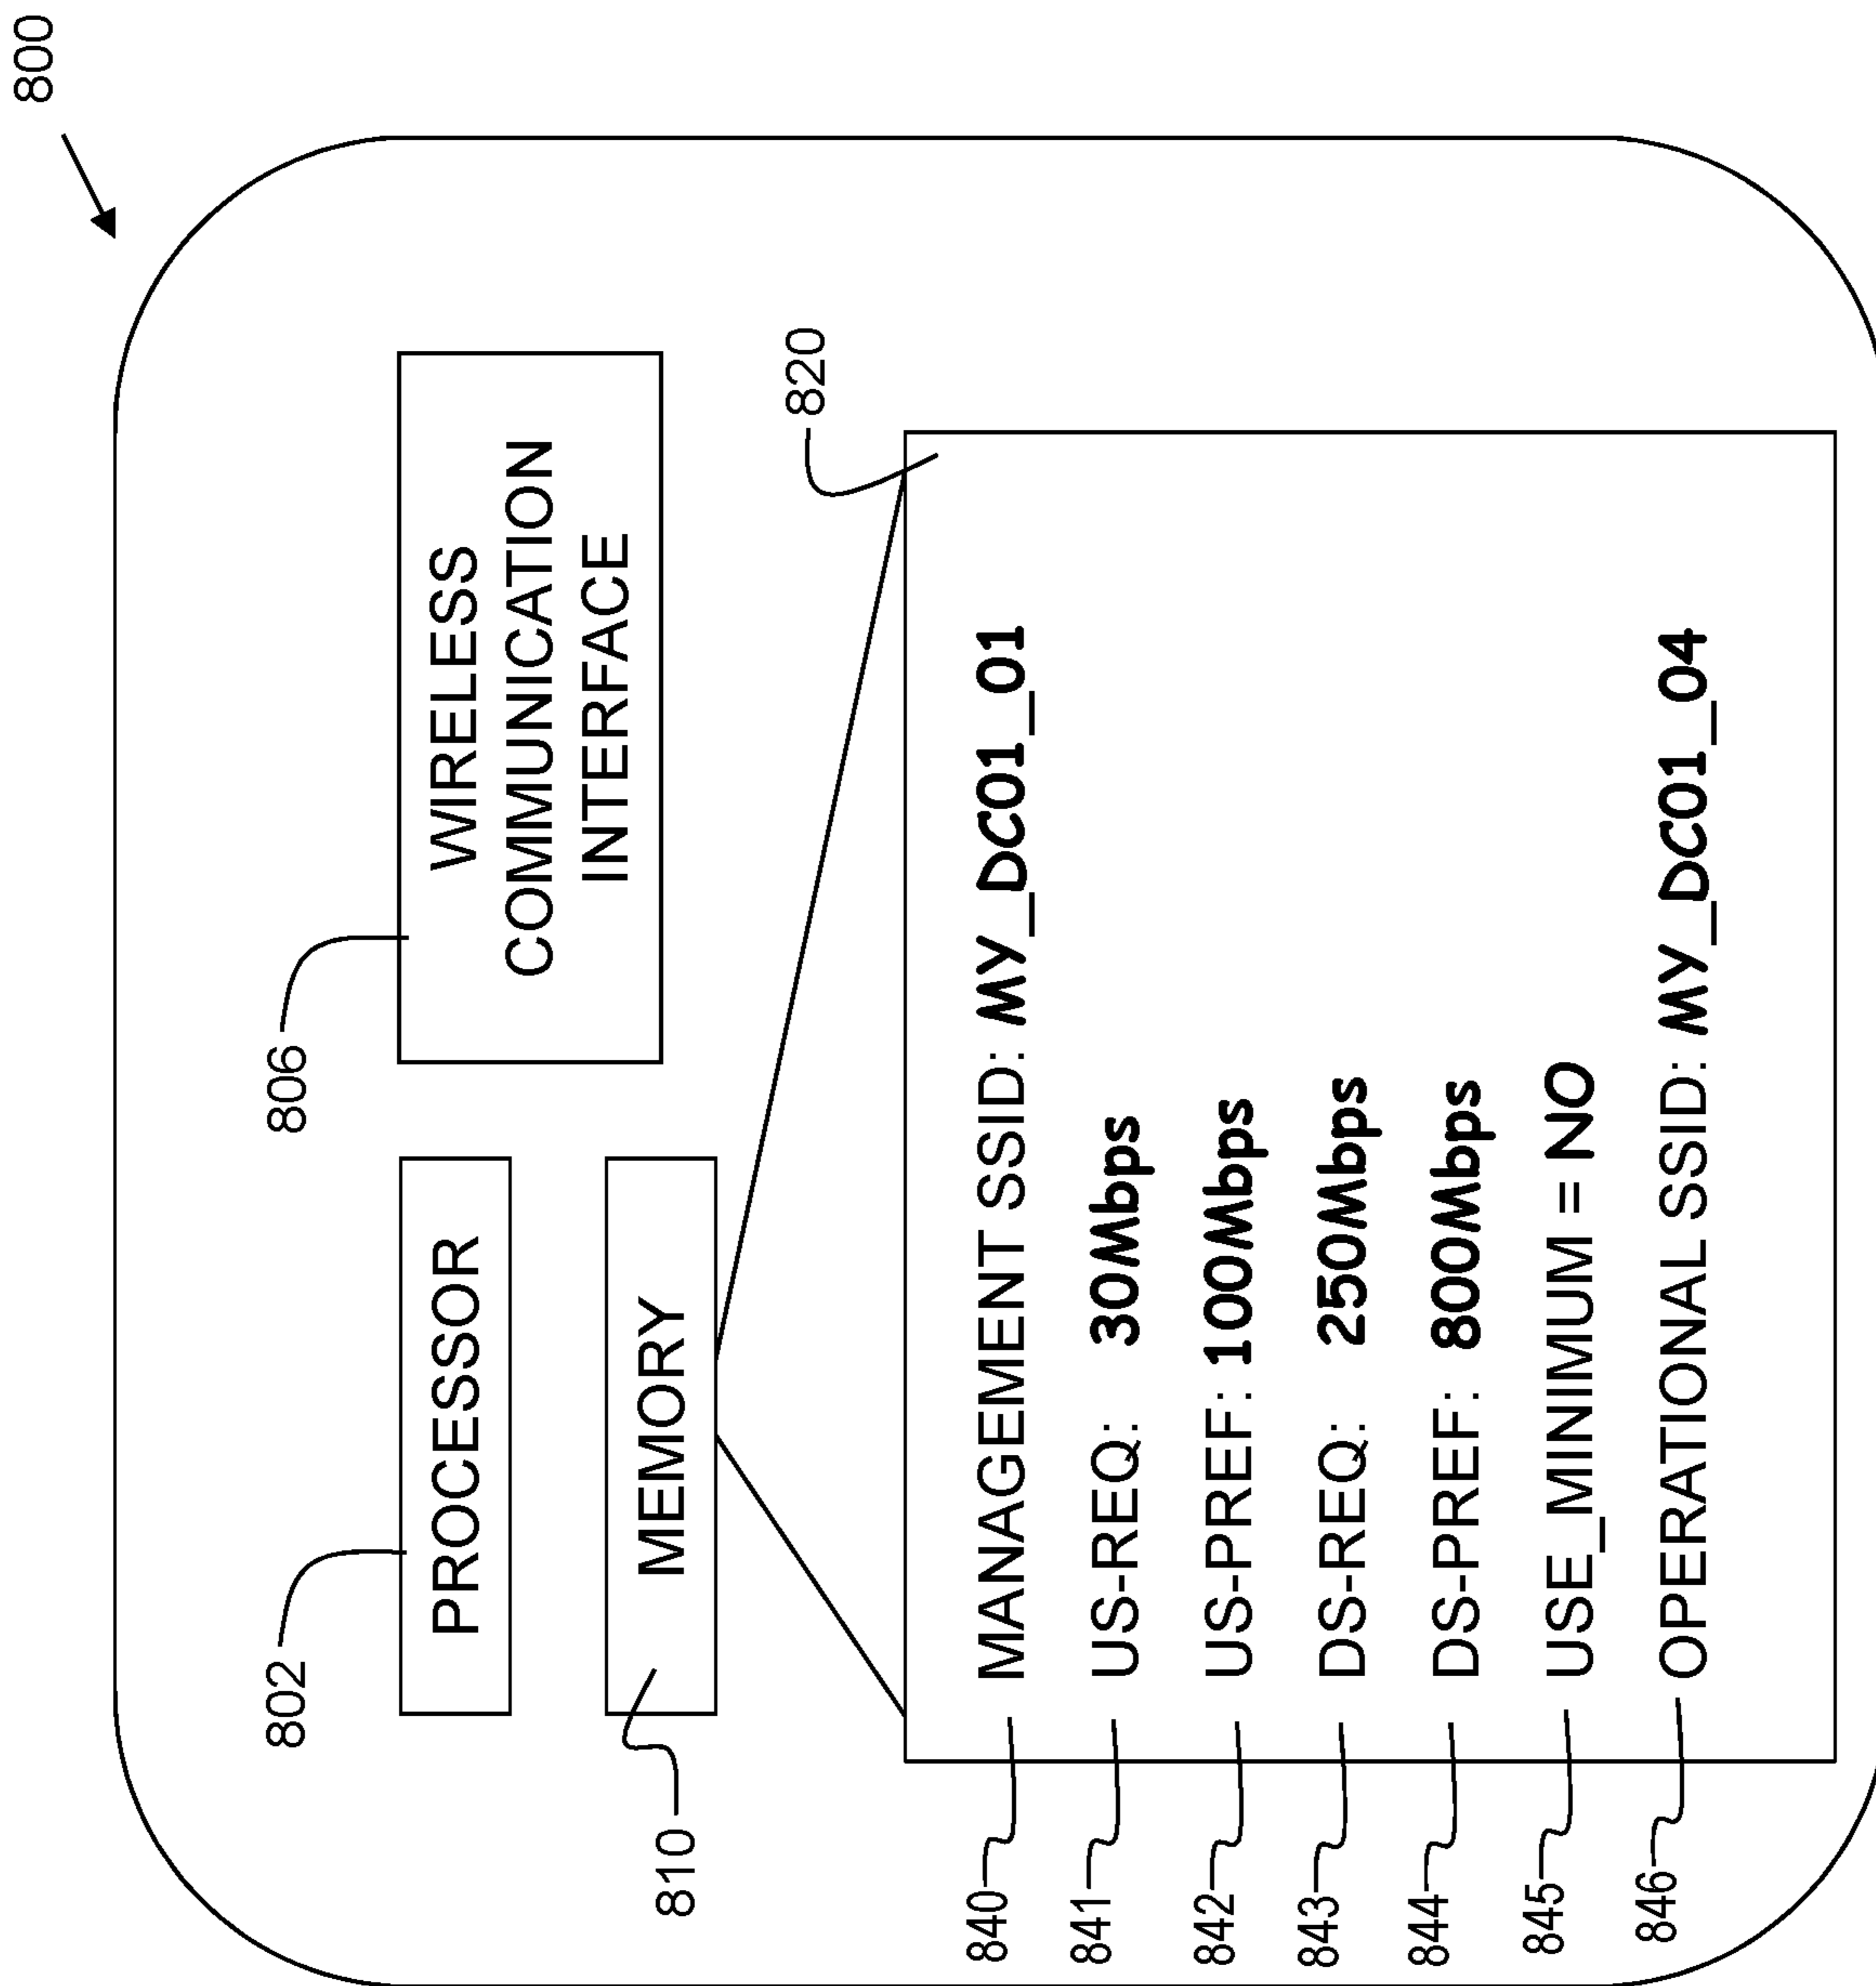 800
802
PROCESSOR
806
WIRELESS
COMMUNICATION
INTERFACE
810
MEMORY
820
840 MANAGEMENT SSID: MY_DC01_01
841 US-REQ: 30Mbps
842 US-PREF: 100Mbps
843 DS-REQ: 250Mbps
844 DS-PREF: 800Mbps
845 USE_MINIMUM = NO
846 OPERATIONAL SSID: MY_DC01_04